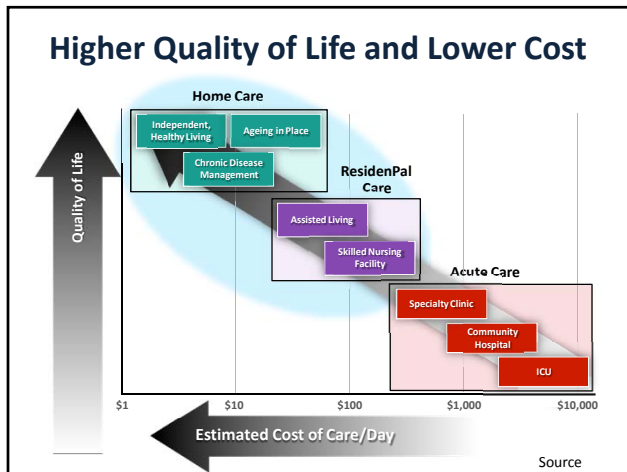 Higher Quality of Life and Lower Cost
Home Care
Independent,
Healthy Living
Ageing in Place
Chronic Disease
Management
ResidenPal
Care
Assisted Living
Skilled Nursing
Facility
Acute Care
Specialty Clinic
Community
Hospital
ICU
Quality of Life
$1
$10
$100
$1,000
$10,000
Estimated Cost of Care/Day
Source